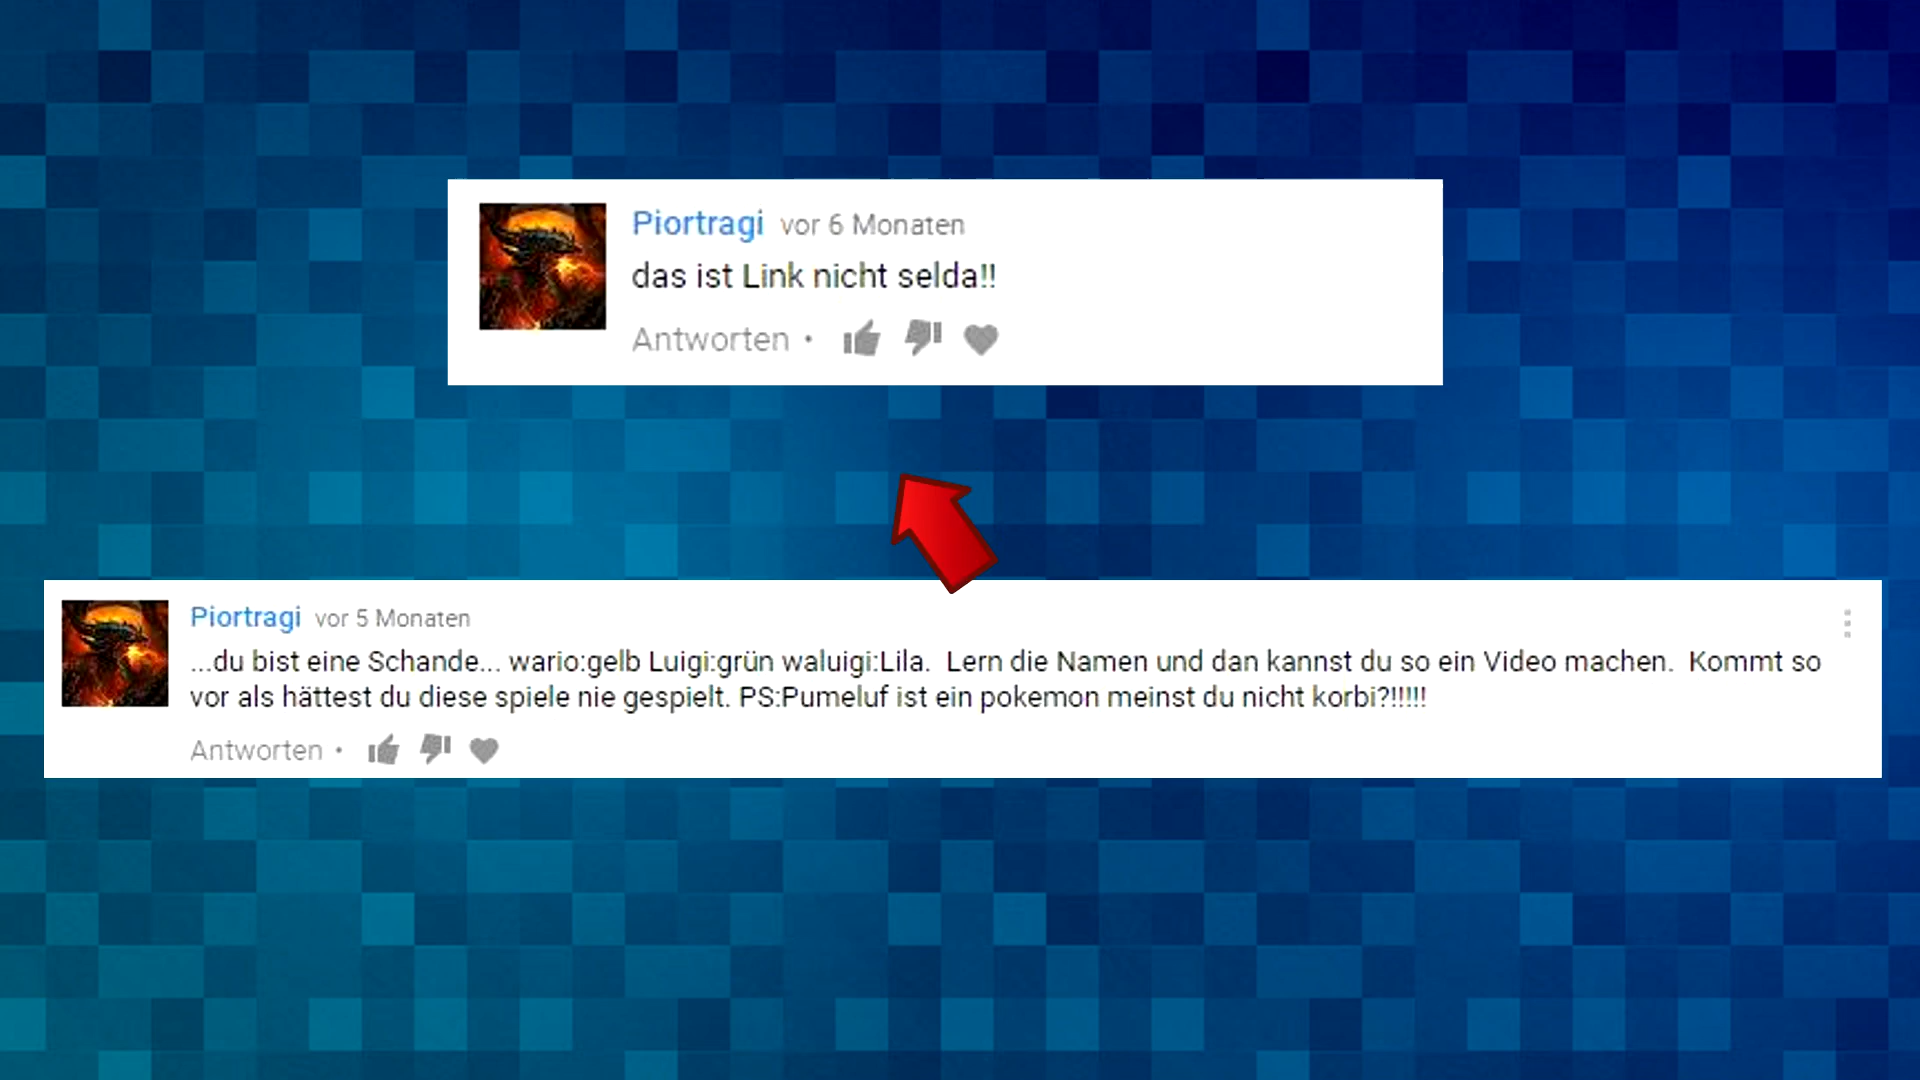 Piortragi vor 6 Monaten
das ist Link nicht selda!!
Antworten •
Piortragi vor 5 Monaten
...du bist eine Schande... wario:gelb Luigi:grün waluigi:Lila. Lern die Namen und dan kannst du so ein Video machen. Kommt so
vor als hättest du diese spiele nie gespielt. PS:Pumeluf ist ein pokemon meinst du nicht korbi?!!!!!
Antworten •